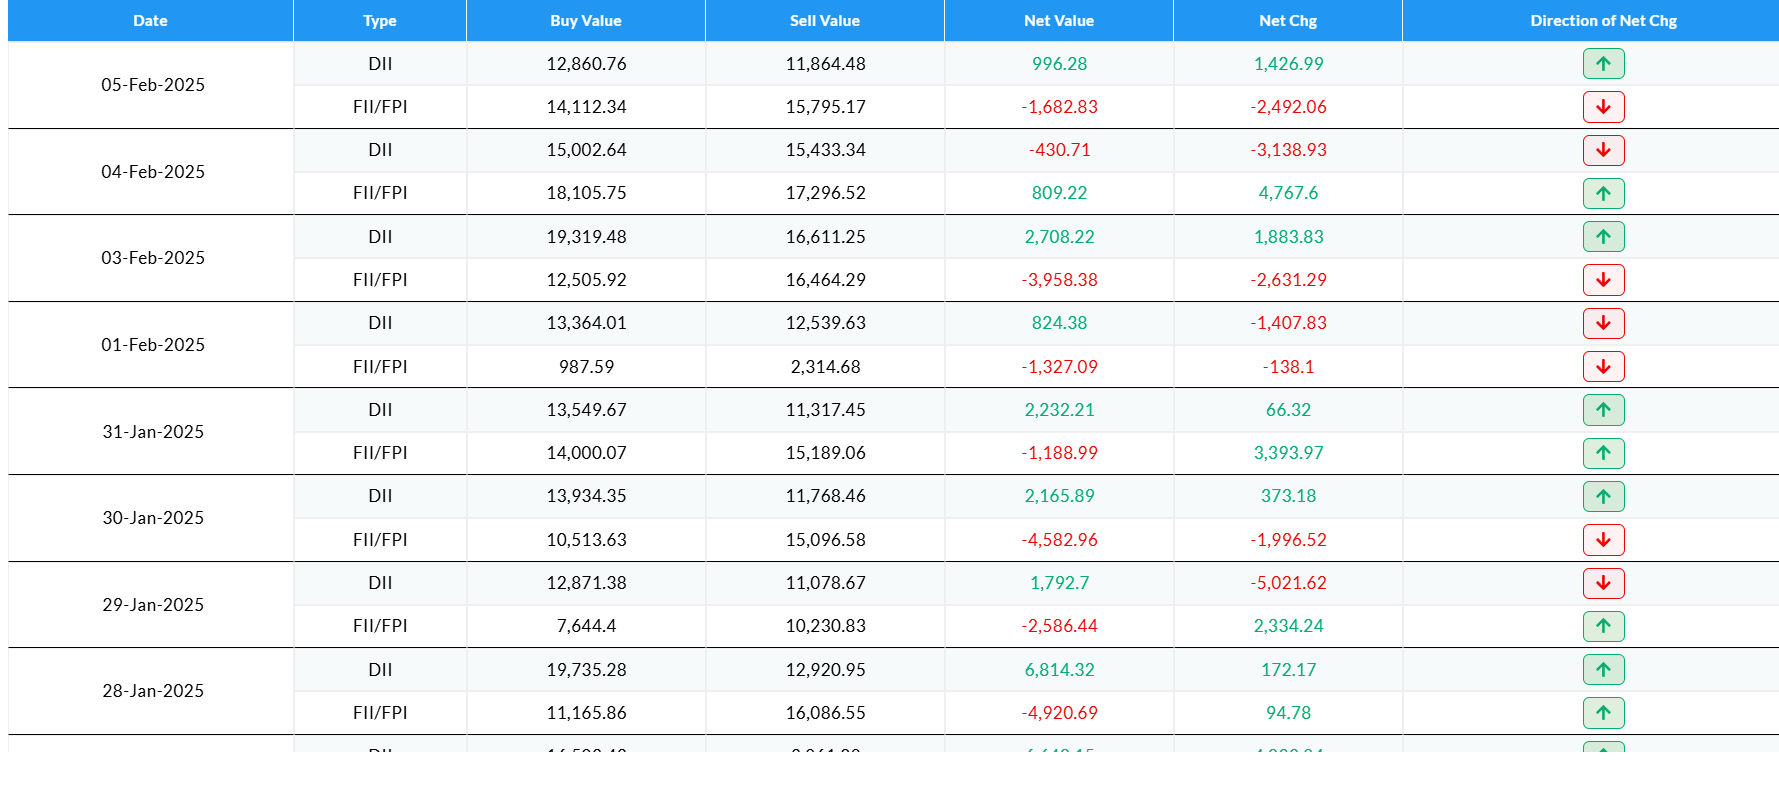 Date Type Buy Value Sell Value Net Value Net Chg Direction of Net Chg
05-Feb-2025 DII 12,860.76 11,864.48 996.28 1,426.99
FII/FPI 14,112.34 15,795.17 -1,682.83 -2,492.06
04-Feb-2025 DII 15,002.64 15,433.34 -430.71 -3,138.93
FII/FPI 18,105.75 17,296.52 809.22 4,767.6
03-Feb-2025 DII 19,319.48 16,611.25 2,708.22 1,883.83
FII/FPI 12,505.92 16,464.29 -3,958.38 -2,631.29
01-Feb-2025 DII 13,364.01 12,539.63 824.38 -1,407.83
FII/FPI 987.59 2,314.68 -1,327.09 -138.1
31-Jan-2025 DII 13,549.67 11,317.45 2,232.21 66.32
FII/FPI 14,000.07 15,189.06 -1,188.99 3,393.97
30-Jan-2025 DII 13,934.35 11,768.46 2,165.89 373.18
FII/FPI 10,513.63 15,096.58 -4,582.96 -1,996.52
29-Jan-2025 DII 12,871.38 11,078.67 1,792.7 -5,021.62
FII/FPI 7,644.4 10,230.83 -2,586.44 2,334.24
28-Jan-2025 DII 19,735.28 12,920.95 6,814.32 172.17
FII/FPI 11,165.86 16,086.55 -4,920.69 94.78
DII